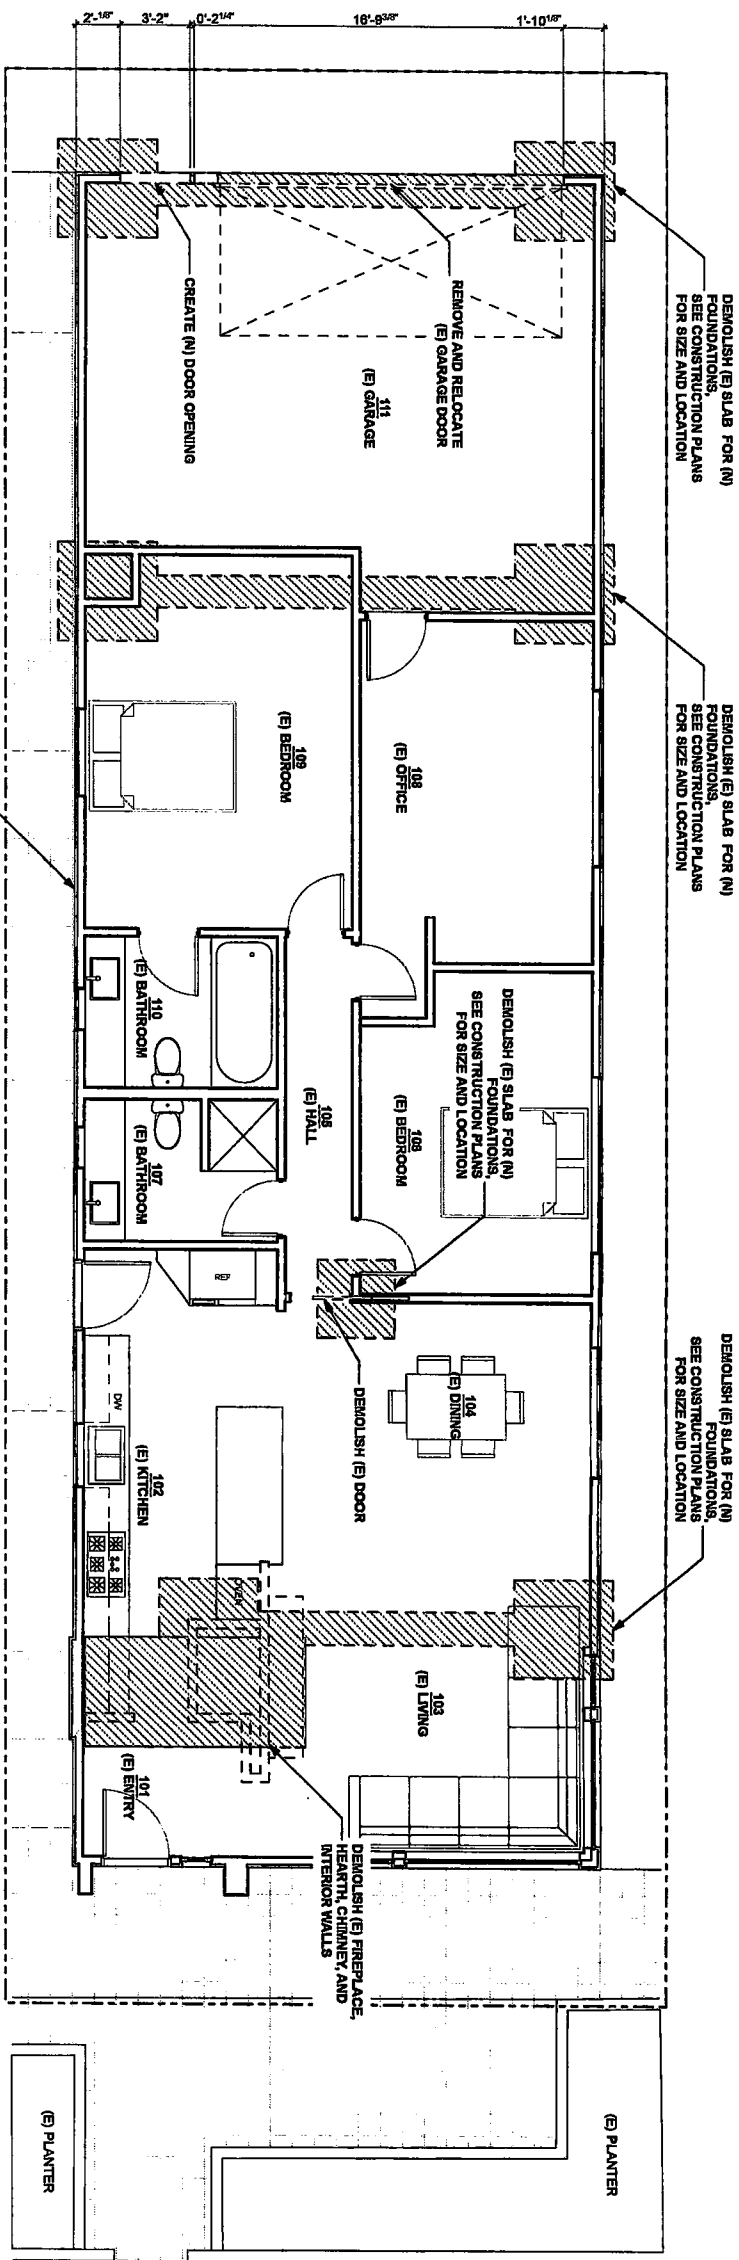 2'-1/8"
3'-2"
0'-2 1/4"
16'-9 3/8"
1'-10 1/8"
DEMOLISH (E) SLAB FOR (N)
FOUNDATIONS,
SEE CONSTRUCTION PLANS
FOR SIZE AND LOCATION
DEMOLISH (E) SLAB FOR (N)
FOUNDATIONS,
SEE CONSTRUCTION PLANS
FOR SIZE AND LOCATION
DEMOLISH (E) SLAB FOR (N)
FOUNDATIONS,
SEE CONSTRUCTION PLANS
FOR SIZE AND LOCATION
REMOVE AND RELOCATE
(E) GARAGE DOOR
CREATE (N) DOOR OPENING
111
(E) GARAGE
108
(E) OFFICE
109
(E) BEDROOM
DEMOLISH (E) SLAB FOR (N)
FOUNDATIONS,
SEE CONSTRUCTION PLANS
FOR SIZE AND LOCATION
(E) BEDROOM
105
(E) HALL
110
(E) BATHROOM
107
(E) BATHROOM
REF
DEMOLISH (E) DOOR
104
(E) DINING
DW
102
(E) KITCHEN
OVEN
103
(E) LIVING
101
(E) ENTRY
DEMOLISH (E) FIREPLACE,
HEARTH, CHIMNEY, AND
INTERIOR WALLS
(E) PLANTER
(E) PLANTER